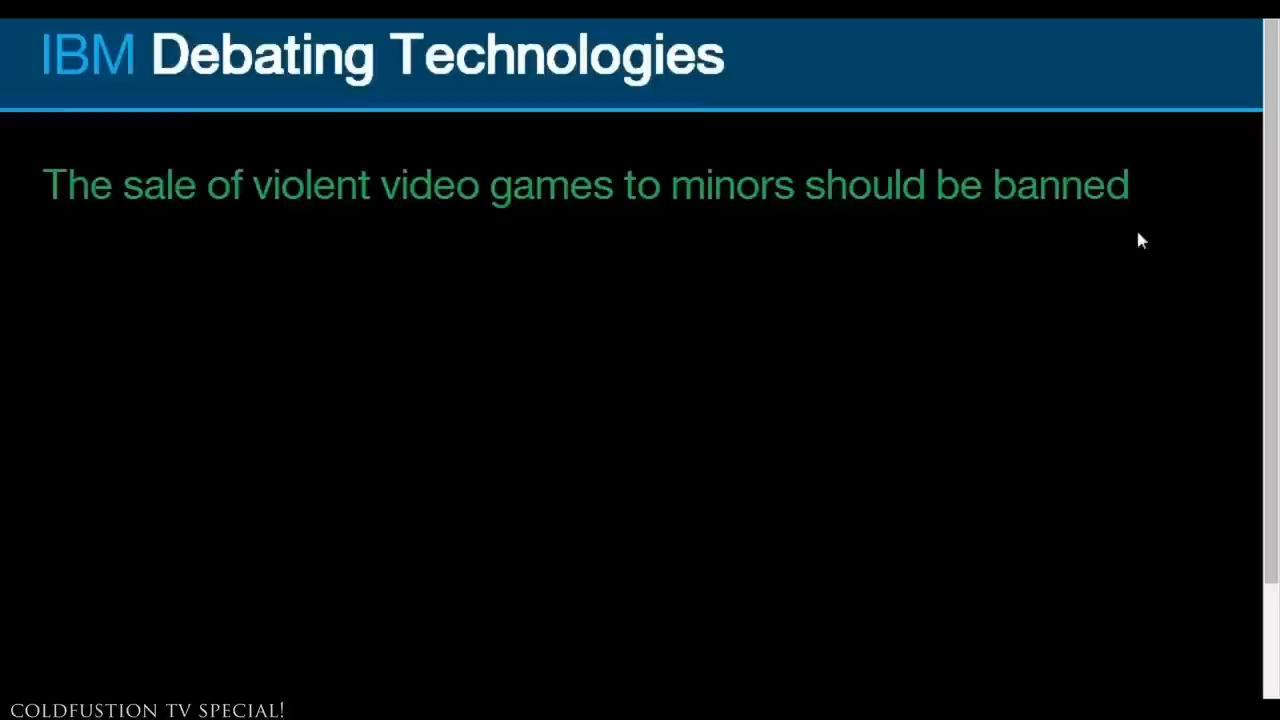 IBM Debating Technologies
The sale of violent video games to minors should be banned
COLDFUSTION TV SPECIAL!